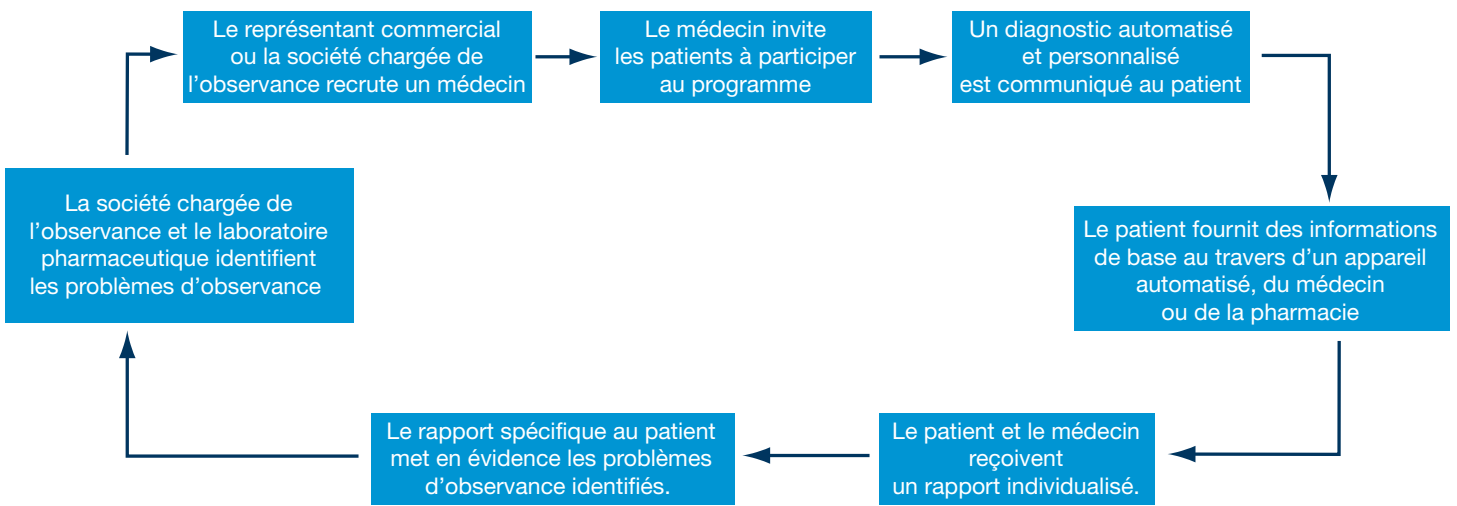 Le représentant commercial
ou la société chargée de
l’observance recrute un médecin
Le médecin invite
les patients à participer
au programme
Un diagnostic automatisé
et personnalisé
est communiqué au patient
La société chargée de
l’observance et le laboratoire
pharmaceutique identifient
les problèmes d’observance
Le patient fournit des informations
de base au travers d’un appareil
automatisé, du médecin
ou de la pharmacie
Le rapport spécifique au patient
met en évidence les problèmes
d’observance identifiés.
Le patient et le médecin
reçoivent
un rapport individualisé.